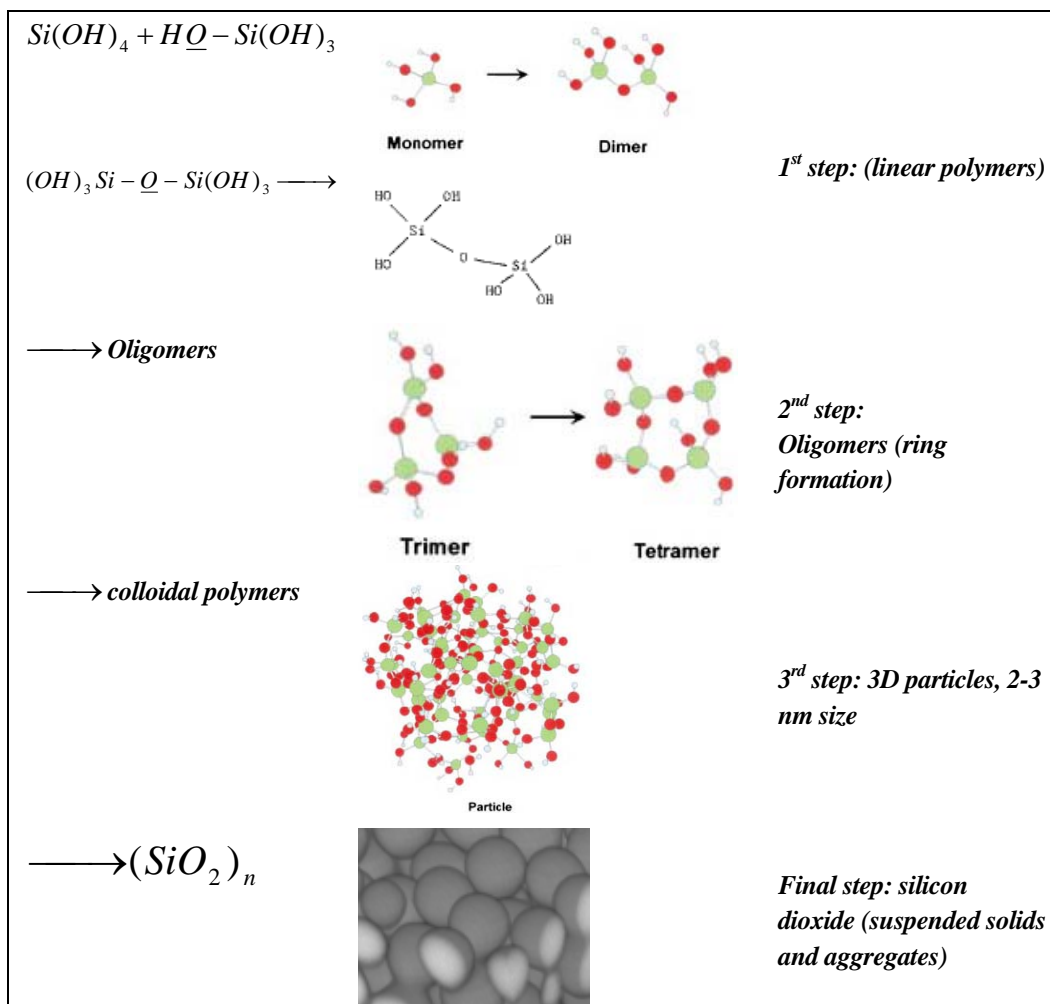 Si(OH)₄ + HO − Si(OH)₃
Monomer
Dimer
1ˢᵗ step: (linear polymers)
(OH)₃ Si − O − Si(OH)₃ ⟶
HO
OH
Si
HO
O
Si
OH
HO
OH
⟶ Oligomers
2ⁿᵈ step:
Oligomers (ring
formation)
Trimer
Tetramer
⟶ colloidal polymers
3ʳᵈ step: 3D particles, 2-3
nm size
Particle
⟶ (SiO₂)ₙ
Final step: silicon
dioxide (suspended solids
and aggregates)